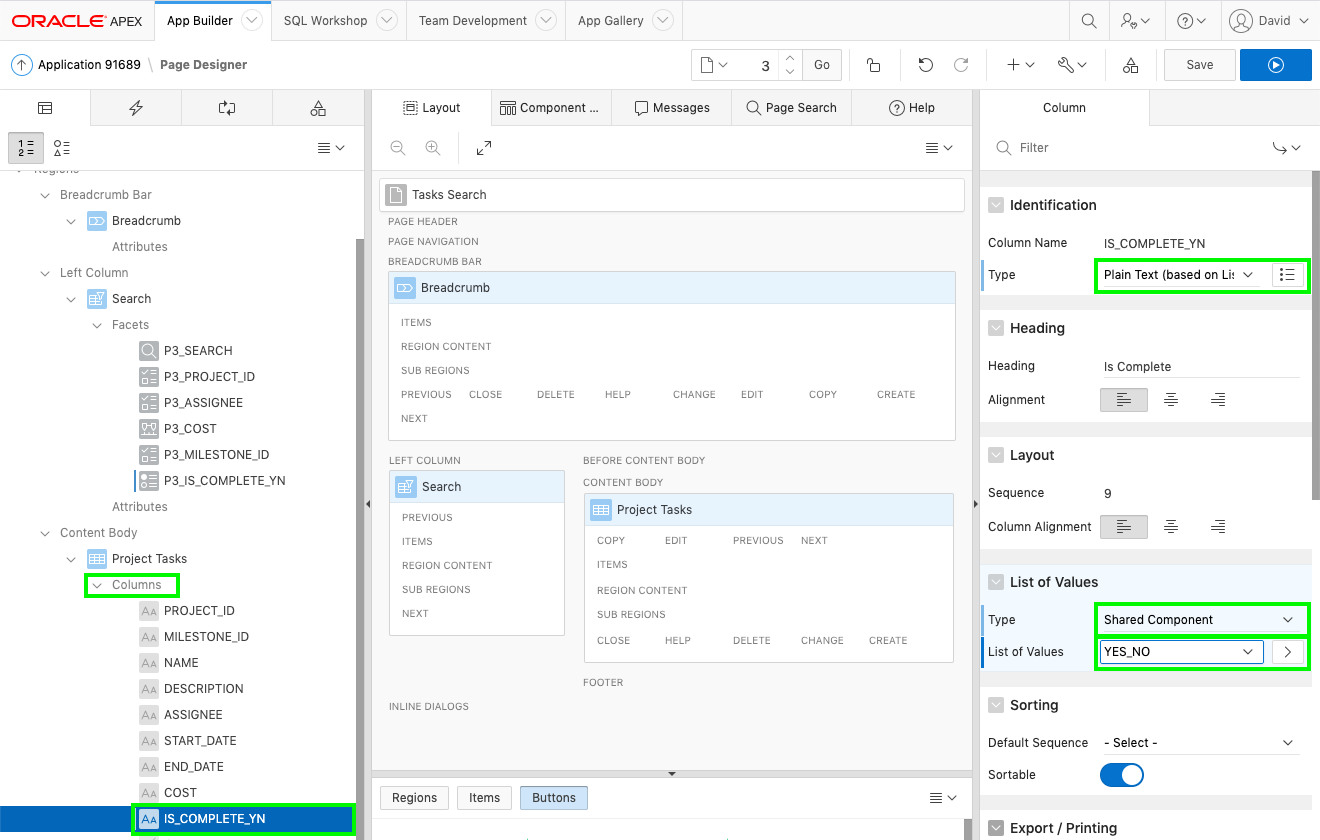 ORACLE APEX
App Builder
SQL Workshop
Team Development
App Gallery
David
Application 91689 \ Page Designer
3
Go
Save
Layout
Component ...
Messages
Page Search
Help
Column
Regions
Breadcrumb Bar
Breadcrumb
Attributes
Left Column
Search
Facets
P3_SEARCH
P3_PROJECT_ID
P3_ASSIGNEE
P3_COST
P3_MILESTONE_ID
P3_IS_COMPLETE_YN
Attributes
Content Body
Project Tasks
Columns
PROJECT_ID
MILESTONE_ID
NAME
DESCRIPTION
ASSIGNEE
START_DATE
END_DATE
COST
IS_COMPLETE_YN
Tasks Search
PAGE HEADER
PAGE NAVIGATION
BREADCRUMB BAR
Breadcrumb
ITEMS
REGION CONTENT
SUB REGIONS
PREVIOUS CLOSE DELETE HELP CHANGE EDIT COPY CREATE
NEXT
LEFT COLUMN
Search
PREVIOUS
ITEMS
REGION CONTENT
SUB REGIONS
NEXT
BEFORE CONTENT BODY
CONTENT BODY
Project Tasks
COPY EDIT PREVIOUS NEXT
ITEMS
REGION CONTENT
SUB REGIONS
CLOSE HELP DELETE CHANGE CREATE
FOOTER
INLINE DIALOGS
Regions
Items
Buttons
Filter
Identification
Column Name IS_COMPLETE_YN
Type Plain Text (based on Lis
Heading
Heading Is Complete
Alignment
Layout
Sequence 9
Column Alignment
List of Values
Type Shared Component
List of Values YES_NO
Sorting
Default Sequence - Select -
Sortable
Export / Printing